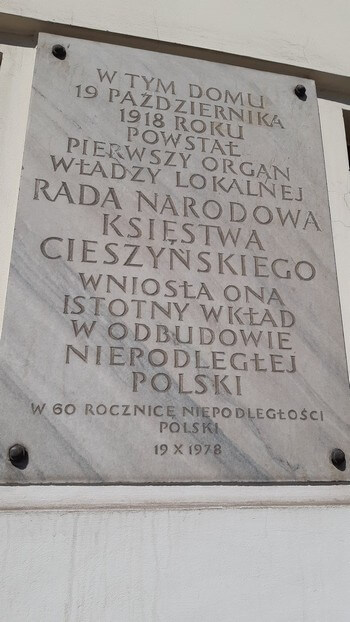 W TYM DOMU
19 PAŹDZIERNIKA
1918 ROKU
POWSTAŁ
PIERWSZY ORGAN
WŁADZY LOKALNEJ
RADA NARODOWA
KSIĘSTWA
CIESZYŃSKIEGO
WNIOSŁA ONA
ISTOTNY WKŁAD
W ODBUDOWIE
NIEPODLEGŁEJ
POLSKI
W 60 ROCZNICĘ NIEPODLEGŁOŚCI
POLSKI
19 X 1978